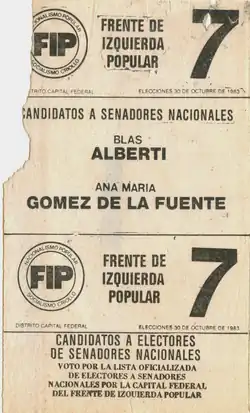 NACIONALISMO POPULAR
FIP
SOCIALISMO CRIOLLO
FRENTE DE
IZQUIERDA
POPULAR
7
DISTRITO CAPITAL FEDERAL
ELECCIONES 30 DE OCTUBRE DE 1983
CANDIDATOS A SENADORES NACIONALES
BLAS
ALBERTI
ANA MARIA
GOMEZ DE LA FUENTE
NACIONALISMO POPULAR
FIP
SOCIALISMO CRIOLLO
FRENTE DE
IZQUIERDA
POPULAR
7
DISTRITO CAPITAL FEDERAL
ELECCIONES 30 DE OCTUBRE DE 1983
CANDIDATOS A ELECTORES
DE SENADORES NACIONALES
VOTO POR LA LISTA OFICIALIZADA
DE ELECTORES A SENADORES
NACIONALES POR LA CAPITAL FEDERAL
DEL FRENTE DE IZQUIERDA POPULAR